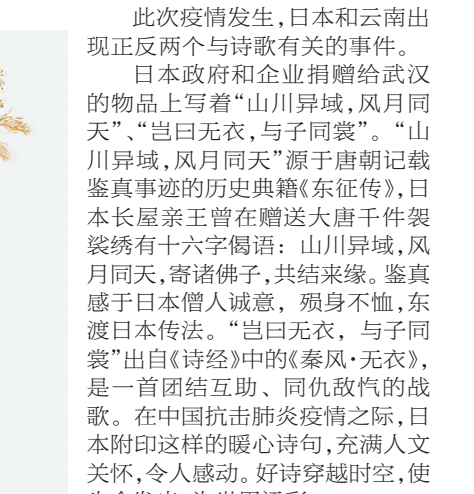 此次疫情发生,日本和云南出
现正反两个与诗歌有关的事件。
日本政府和企业捐赠给武汉
的物品上写着“山川异域,风月同
天”、“岂曰无衣,与子同裳”。“山
川异域,风月同天”源于唐朝记载
鉴真事迹的历史典籍《东征传》,日
本长屋亲王曾在赠送大唐千件袈
裟绣有十六字偈语：山川异域,风
月同天,寄诸佛子,共结来缘。鉴真
感于日本僧人诚意，殒身不恤,东
渡日本传法。“岂曰无衣，与子同
裳”出自《诗经》中的《秦风·无衣》,
是一首团结互助、同仇敌忾的战
歌。在中国抗击肺炎疫情之际,日
本附印这样的暖心诗句,充满人文
关怀,令人感动。好诗穿越时空,使